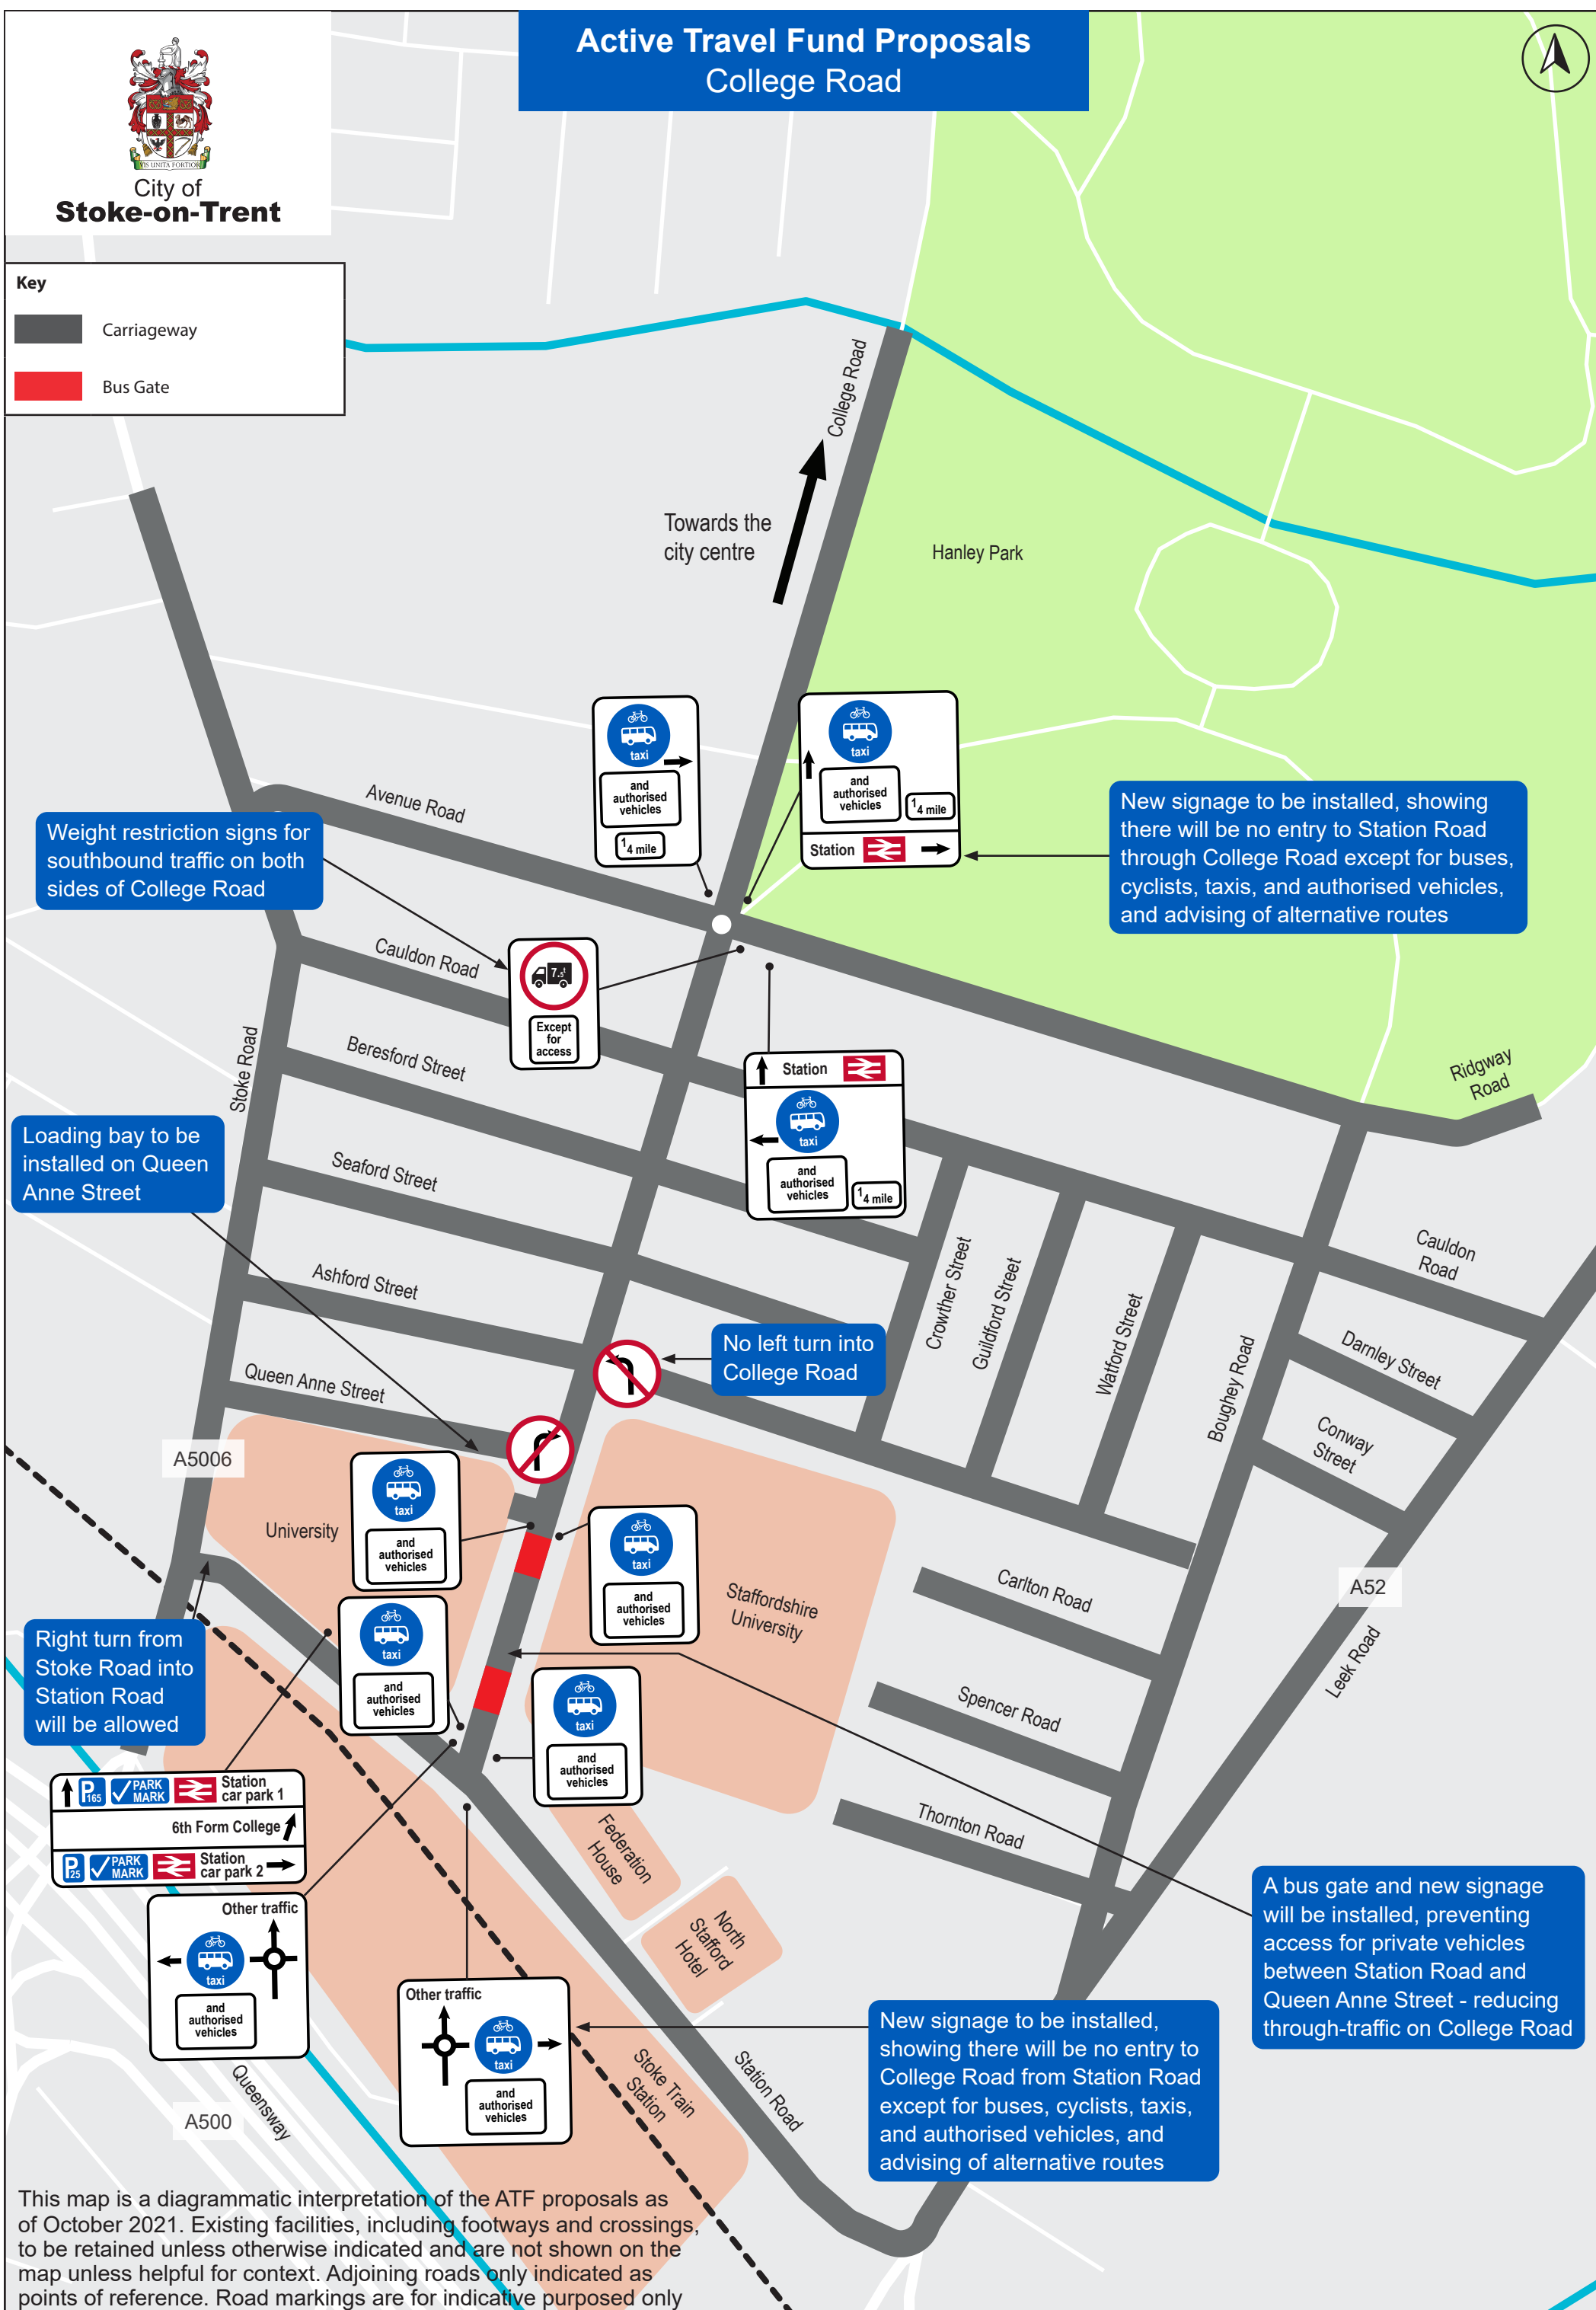 Active Travel Fund Proposals
College Road
VIS UNITA FORTIOR
City of
Stoke-on-Trent
Key
Carriageway
Bus Gate
College Road
Towards the
city centre
Hanley Park
taxi
and
authorised
vehicles
1/4 mile
taxi
and
authorised
vehicles
1/4 mile
Station
New signage to be installed, showing
there will be no entry to Station Road
through College Road except for buses,
cyclists, taxis, and authorised vehicles,
and advising of alternative routes
Avenue Road
Weight restriction signs for
southbound traffic on both
sides of College Road
Cauldon Road
7.5t
Except
for
access
Stoke Road
Beresford Street
Station
taxi
and
authorised
vehicles
1/4 mile
Ridgway
Road
Loading bay to be
installed on Queen
Anne Street
Seaford Street
Ashford Street
Crowther Street
Guildford Street
Watford Street
Boughey Road
Cauldon
Road
Darnley Street
Conway
Street
No left turn into
College Road
Queen Anne Street
A5006
University
taxi
and
authorised
vehicles
taxi
and
authorised
vehicles
Staffordshire
University
Carlton Road
A52
Leek Road
Right turn from
Stoke Road into
Station Road
will be allowed
taxi
and
authorised
vehicles
taxi
and
authorised
vehicles
Spencer Road
Thornton Road
P165 PARK MARK Station car park 1
6th Form College
P25 PARK MARK Station car park 2
Federation
House
North
Stafford
Hotel
A bus gate and new signage
will be installed, preventing
access for private vehicles
between Station Road and
Queen Anne Street - reducing
through-traffic on College Road
Other traffic
taxi
and
authorised
vehicles
Other traffic
taxi
and
authorised
vehicles
New signage to be installed,
showing there will be no entry to
College Road from Station Road
except for buses, cyclists, taxis,
and authorised vehicles, and
advising of alternative routes
Queensway
A500
Stoke Train
Station
Station Road
This map is a diagrammatic interpretation of the ATF proposals as
of October 2021. Existing facilities, including footways and crossings,
to be retained unless otherwise indicated and are not shown on the
map unless helpful for context. Adjoining roads only indicated as
points of reference. Road markings are for indicative purposed only